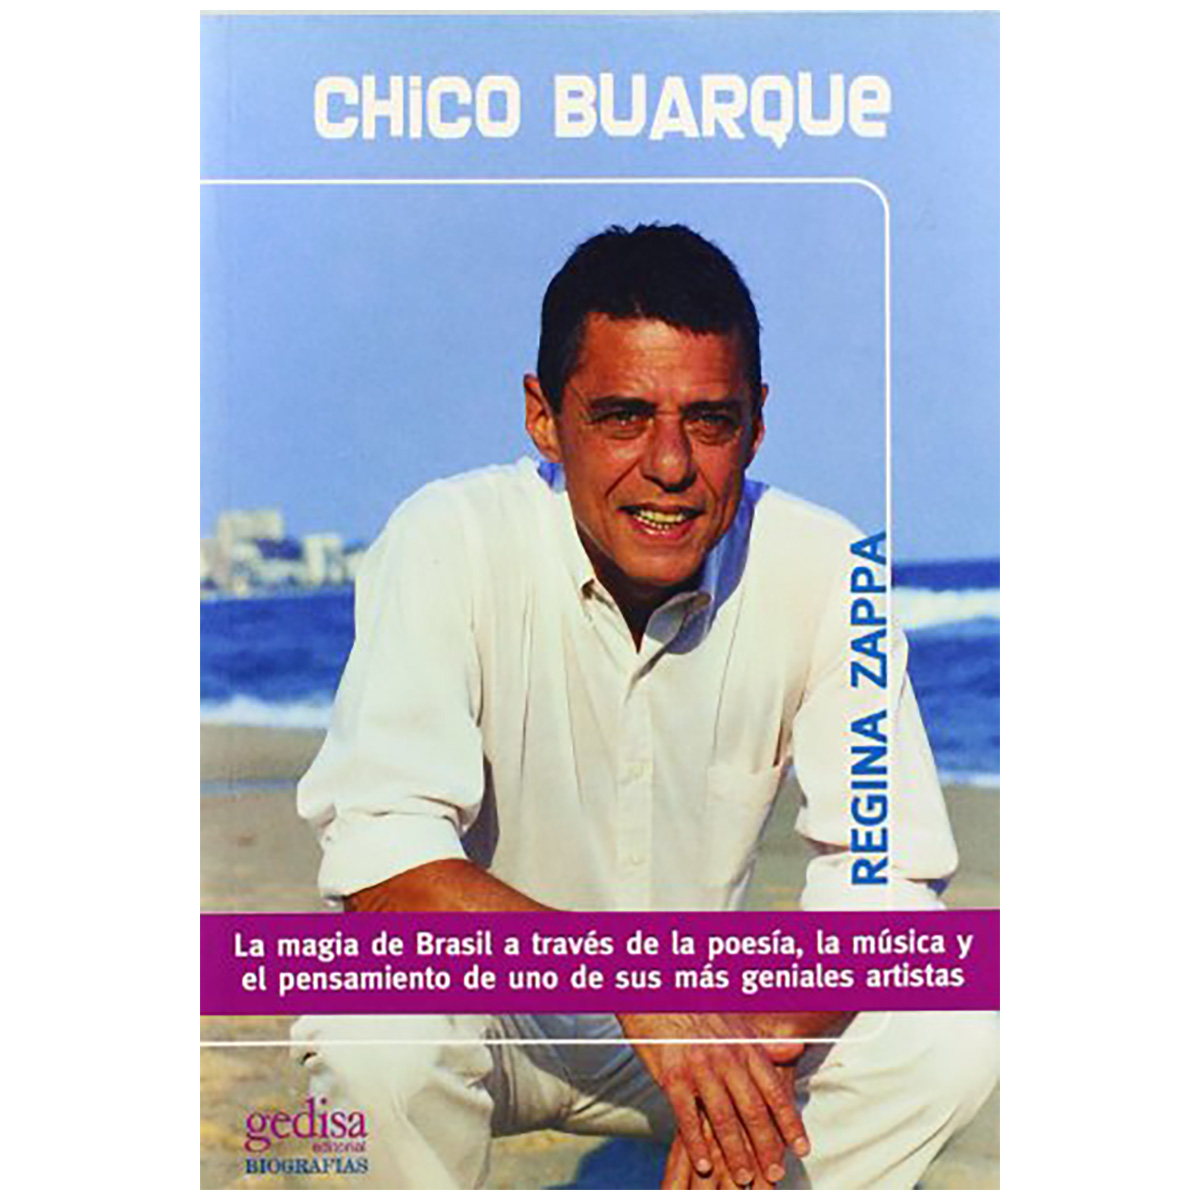 CHiCO BUARQUe
REGINA ZAPPA
La magia de Brasil a través de la poesía, la música y
el pensamiento de uno de sus más geniales artistas
gedisa
editorial
BIOGRAFÍAS